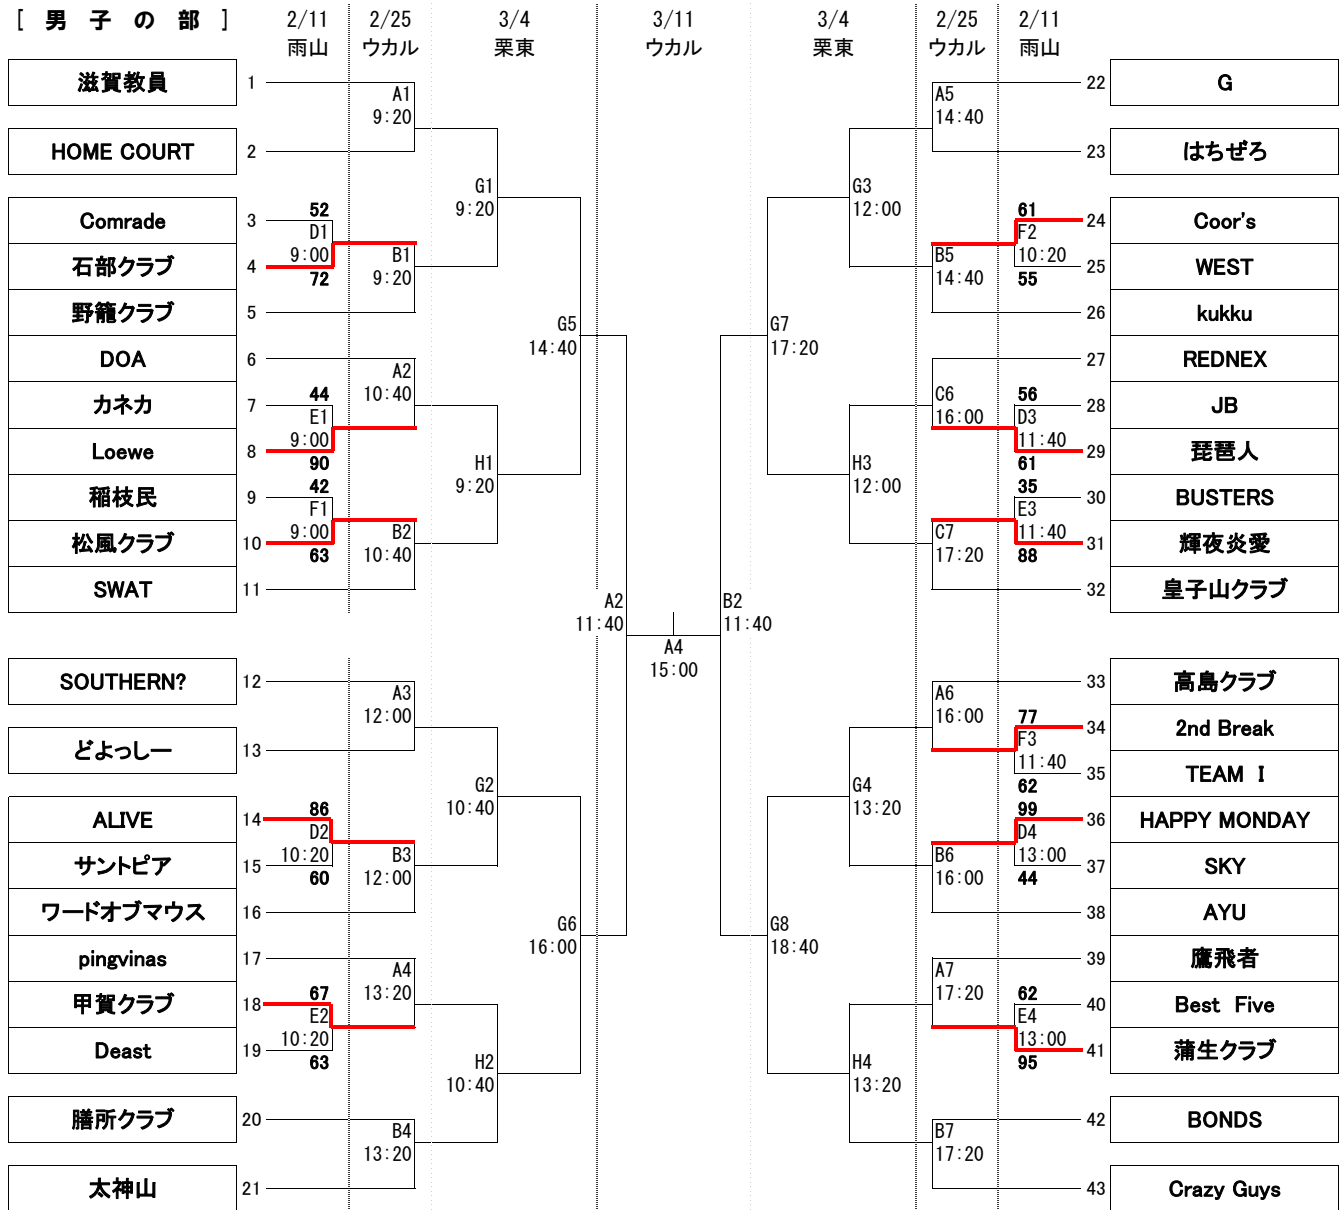 [ 男 子 の 部 ] 2/11 2/25 3/4 3/11 3/4 2/25 2/11
雨山 ウカル 栗東 ウカル 栗東 ウカル 雨山
滋賀教員 1 A1 9:20
HOME COURT 2
G1 9:20
Comrade 3 52
D1 9:00
石部クラブ 4 72
B1 9:20
野籠クラブ 5
G5 14:40
DOA 6
A2 10:40
カネカ 7 44
E1 9:00
Loewe 8 90
H1 9:20
稲枝民 9 42
F1 9:00
松風クラブ 10 63
B2 10:40
SWAT 11
A2 11:40
SOUTHERN? 12
A3 12:00
どよっしー 13
G2 10:40
ALIVE 14 86
D2 10:20
サントピア 15 60
B3 12:00
ワードオブマウス 16
G6 16:00
pingvinas 17
A4 13:20
甲賀クラブ 18 67
E2 10:20
Deast 19 63
H2 10:40
膳所クラブ 20
B4 13:20
太神山 21
A4 15:00
22 G
A5 14:40
23 はちぜろ
G3 12:00
61 24 Coor's
F2 10:20
55 25 WEST
B5 14:40
26 kukku
G7 17:20
27 REDNEX
C6 16:00
56 28 JB
D3 11:40
61 29 琵琶人
H3 12:00
35 30 BUSTERS
E3 11:40
88 31 輝夜炎愛
C7 17:20
32 皇子山クラブ
B2 11:40
33 高島クラブ
A6 16:00
77 34 2nd Break
F3 11:40
62 35 TEAM I
G4 13:20
99 36 HAPPY MONDAY
D4 13:00
44 37 SKY
B6 16:00
38 AYU
G8 18:40
39 鷹飛者
A7 17:20
62 40 Best Five
E4 13:00
95 41 蒲生クラブ
H4 13:20
42 BONDS
B7 17:20
43 Crazy Guys